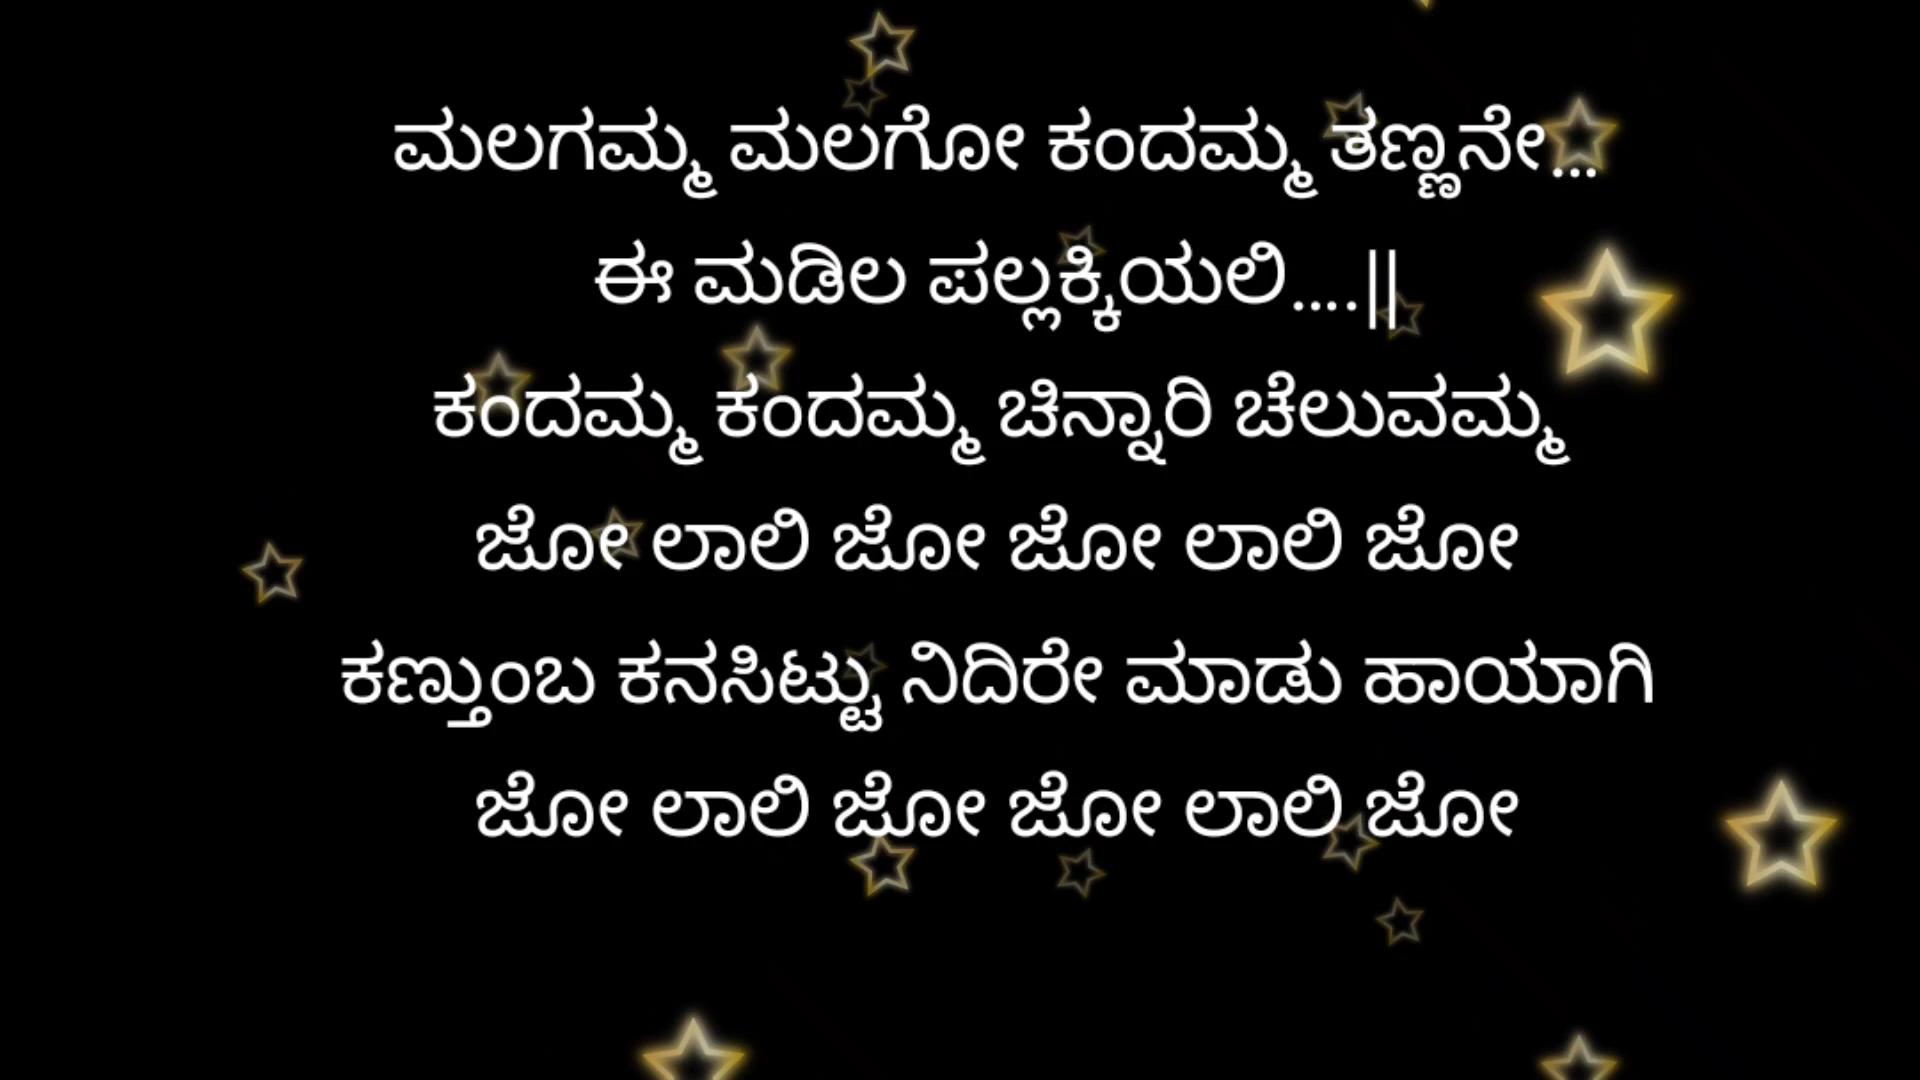 ಮಲಗಮ್ಮ ಮಲಗೋ ಕಂದಮ್ಮ ತಣ್ಣನೇ...
ಈ ಮಡಿಲ ಪಲ್ಲಕ್ಕಿಯಲಿ....||
ಕಂದಮ್ಮ ಕಂದಮ್ಮ ಚಿನ್ನಾರಿ ಚೆಲುವಮ್ಮ
ಜೋ ಲಾಲಿ ಜೋ ಜೋ ಲಾಲಿ ಜೋ
ಕಣ್ತುಂಬ ಕನಸಿಟ್ಟು ನಿದಿರೇ ಮಾಡು ಹಾಯಾಗಿ
ಜೋ ಲಾಲಿ ಜೋ ಜೋ ಲಾಲಿ ಜೋ